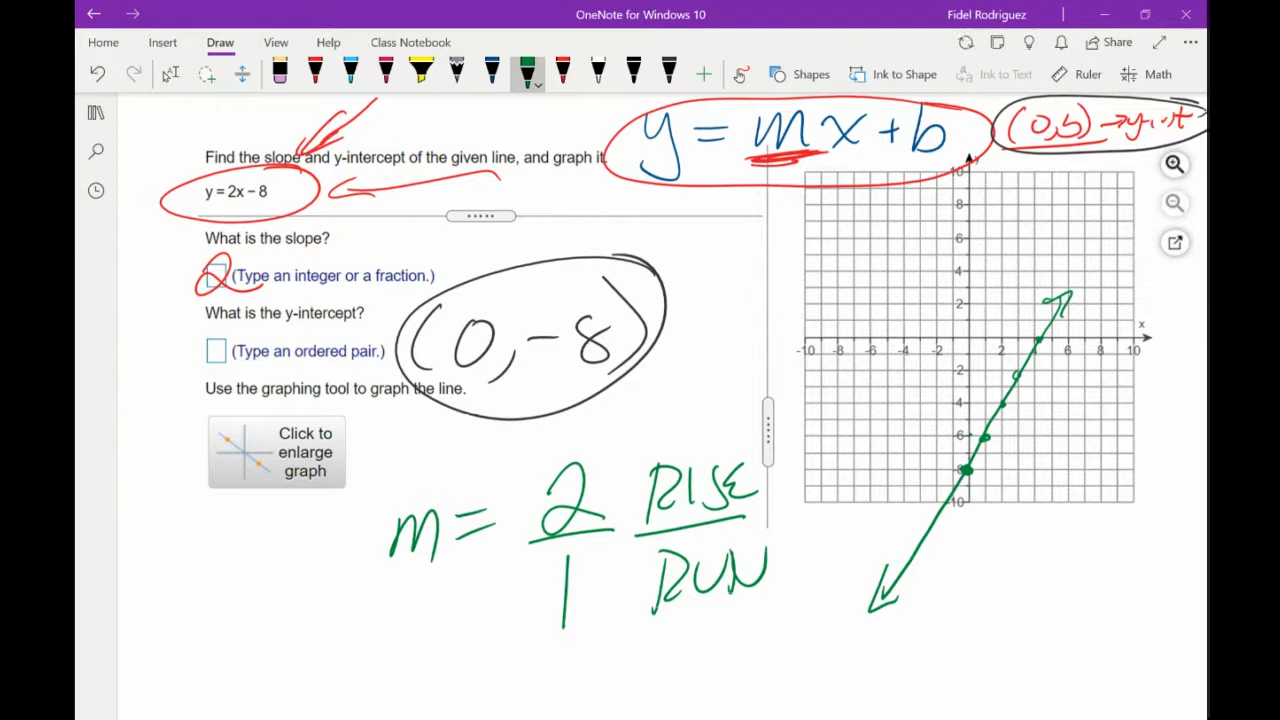 OneNote for Windows 10
Fidel Rodriguez
Home Insert Draw View Help Class Notebook
Share
Shapes Ink to Shape Ink to Text Ruler Math
y = mx + b
(0,b) → y-int
Find the slope and y-intercept of the given line, and graph it.
y = 2x − 8
What is the slope?
2 (Type an integer or a fraction.)
What is the y-intercept?
(Type an ordered pair.)
(0, −8)
Use the graphing tool to graph the line.
Click to
enlarge
graph
m = 2/1 RISE/RUN
10
8
6
4
2
x
-10 -8 -6 -4 -2 2 4 6 8 10
-2
-4
-6
-8
-10